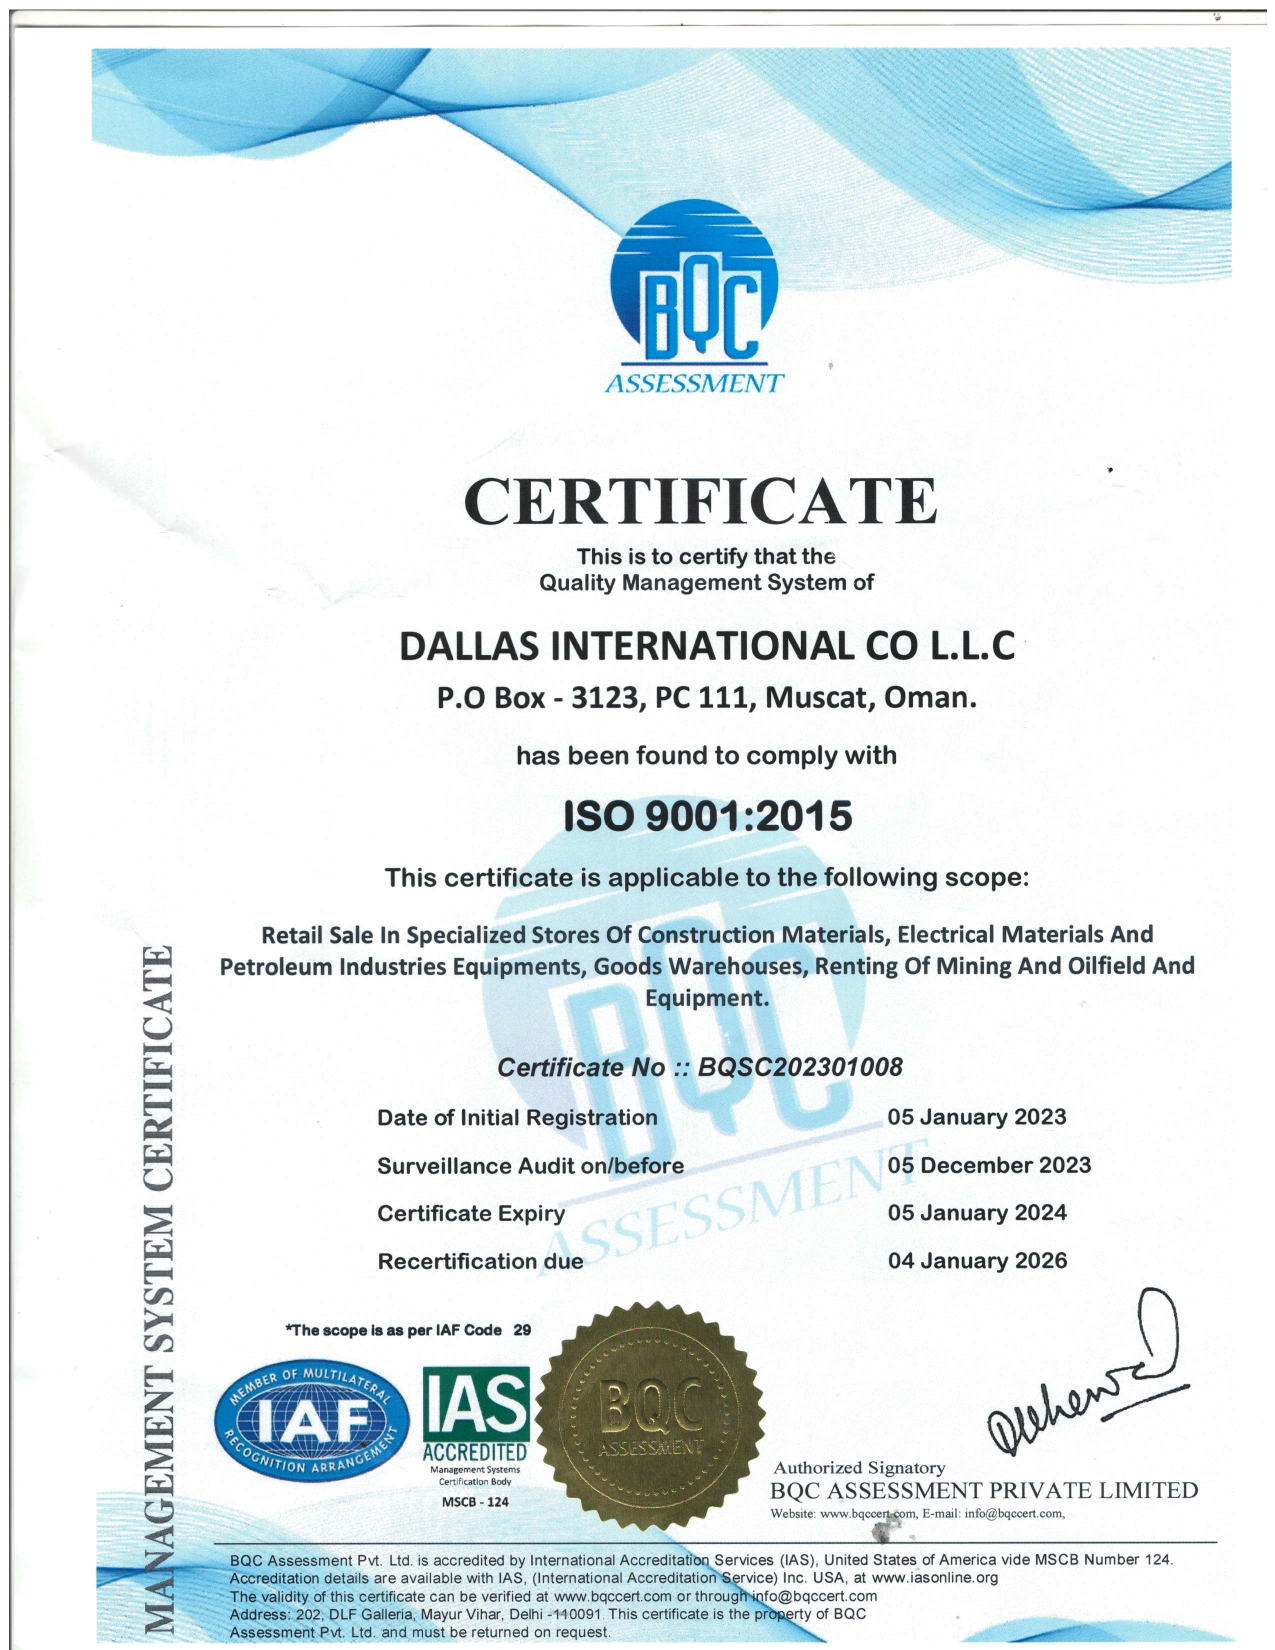 BQC
ASSESSMENT
CERTIFICATE
This is to certify that the
Quality Management System of
DALLAS INTERNATIONAL CO L.L.C
P.O Box - 3123, PC 111, Muscat, Oman.
has been found to comply with
ISO 9001:2015
This certificate is applicable to the following scope:
Retail Sale In Specialized Stores Of Construction Materials, Electrical Materials And
Petroleum Industries Equipments, Goods Warehouses, Renting Of Mining And Oilfield And
Equipment.
BQC
ASSESSMENT
Certificate No :: BQSC202301008
Date of Initial Registration 05 January 2023
Surveillance Audit on/before 05 December 2023
Certificate Expiry 05 January 2024
Recertification due 04 January 2026
MANAGEMENT SYSTEM CERTIFICATE
*The scope is as per IAF Code 29
MEMBER OF MULTILATERAL
IAF
RECOGNITION ARRANGEMENT
IAS
ACCREDITED
Management Systems
Certification Body
MSCB - 124
BQC
ASSESSMENT
Authorized Signatory
BQC ASSESSMENT PRIVATE LIMITED
Website: www.bqccert.com, E-mail: info@bqccert.com,
BQC Assessment Pvt. Ltd. is accredited by International Accreditation Services (IAS), United States of America vide MSCB Number 124.
Accreditation details are available with IAS, (International Accreditation Service) Inc. USA, at www.iasonline.org
The validity of this certificate can be verified at www.bqccert.com or through info@bqccert.com
Address: 202, DLF Galleria, Mayur Vihar, Delhi -110091. This certificate is the property of BQC
Assessment Pvt. Ltd. and must be returned on request.